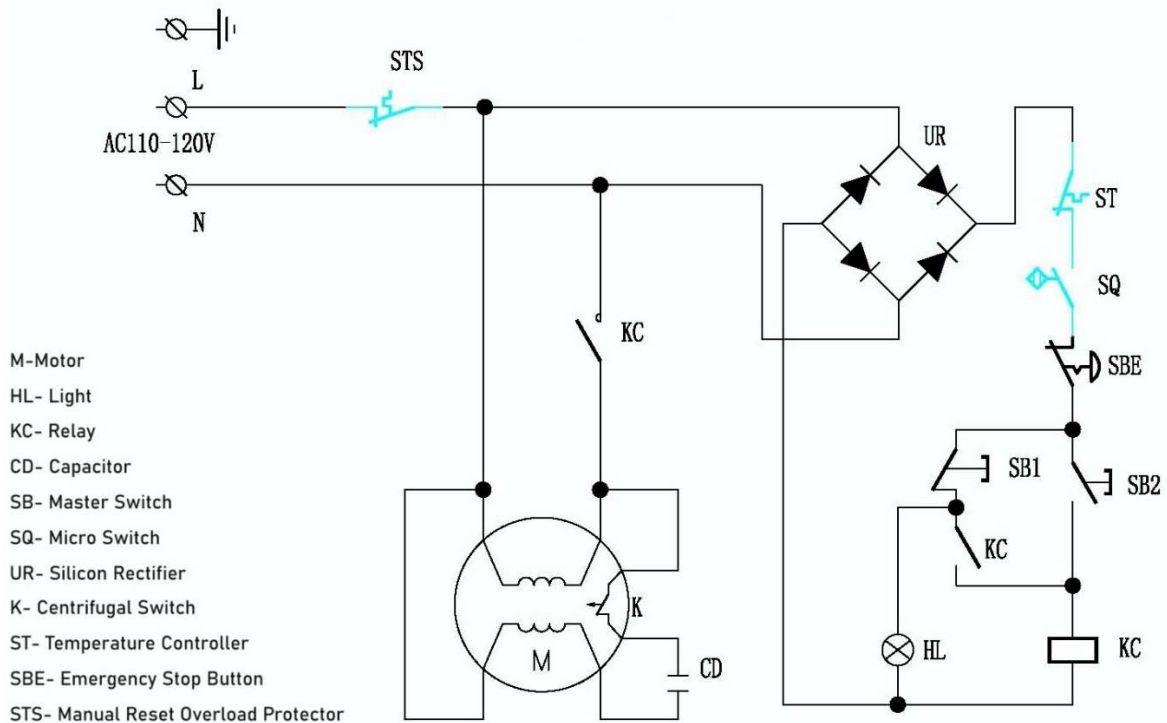 L
STS
AC110-120V
N
UR
ST
SQ
KC
SBE
SB1
SB2
KC
K
M
CD
HL
KC
M-Motor
HL- Light
KC- Relay
CD- Capacitor
SB- Master Switch
SQ- Micro Switch
UR- Silicon Rectifier
K- Centrifugal Switch
ST- Temperature Controller
SBE- Emergency Stop Button
STS- Manual Reset Overload Protector